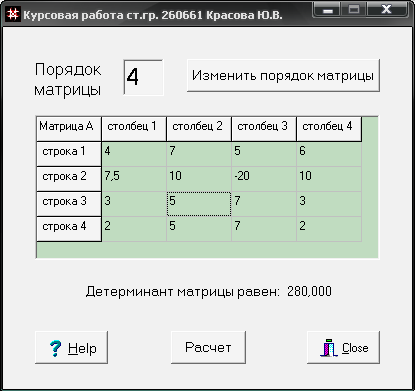 Курсовая работа ст.гр. 260661 Красова Ю.В.
Порядок
матрицы
4
Изменить порядок матрицы
Матрица А столбец 1 столбец 2 столбец 3 столбец 4
строка 1 4 7 5 6
строка 2 7,5 10 -20 10
строка 3 3 5 7 3
строка 4 2 5 7 2
Детерминант матрицы равен: 280,000
? Help
Расчет
Close